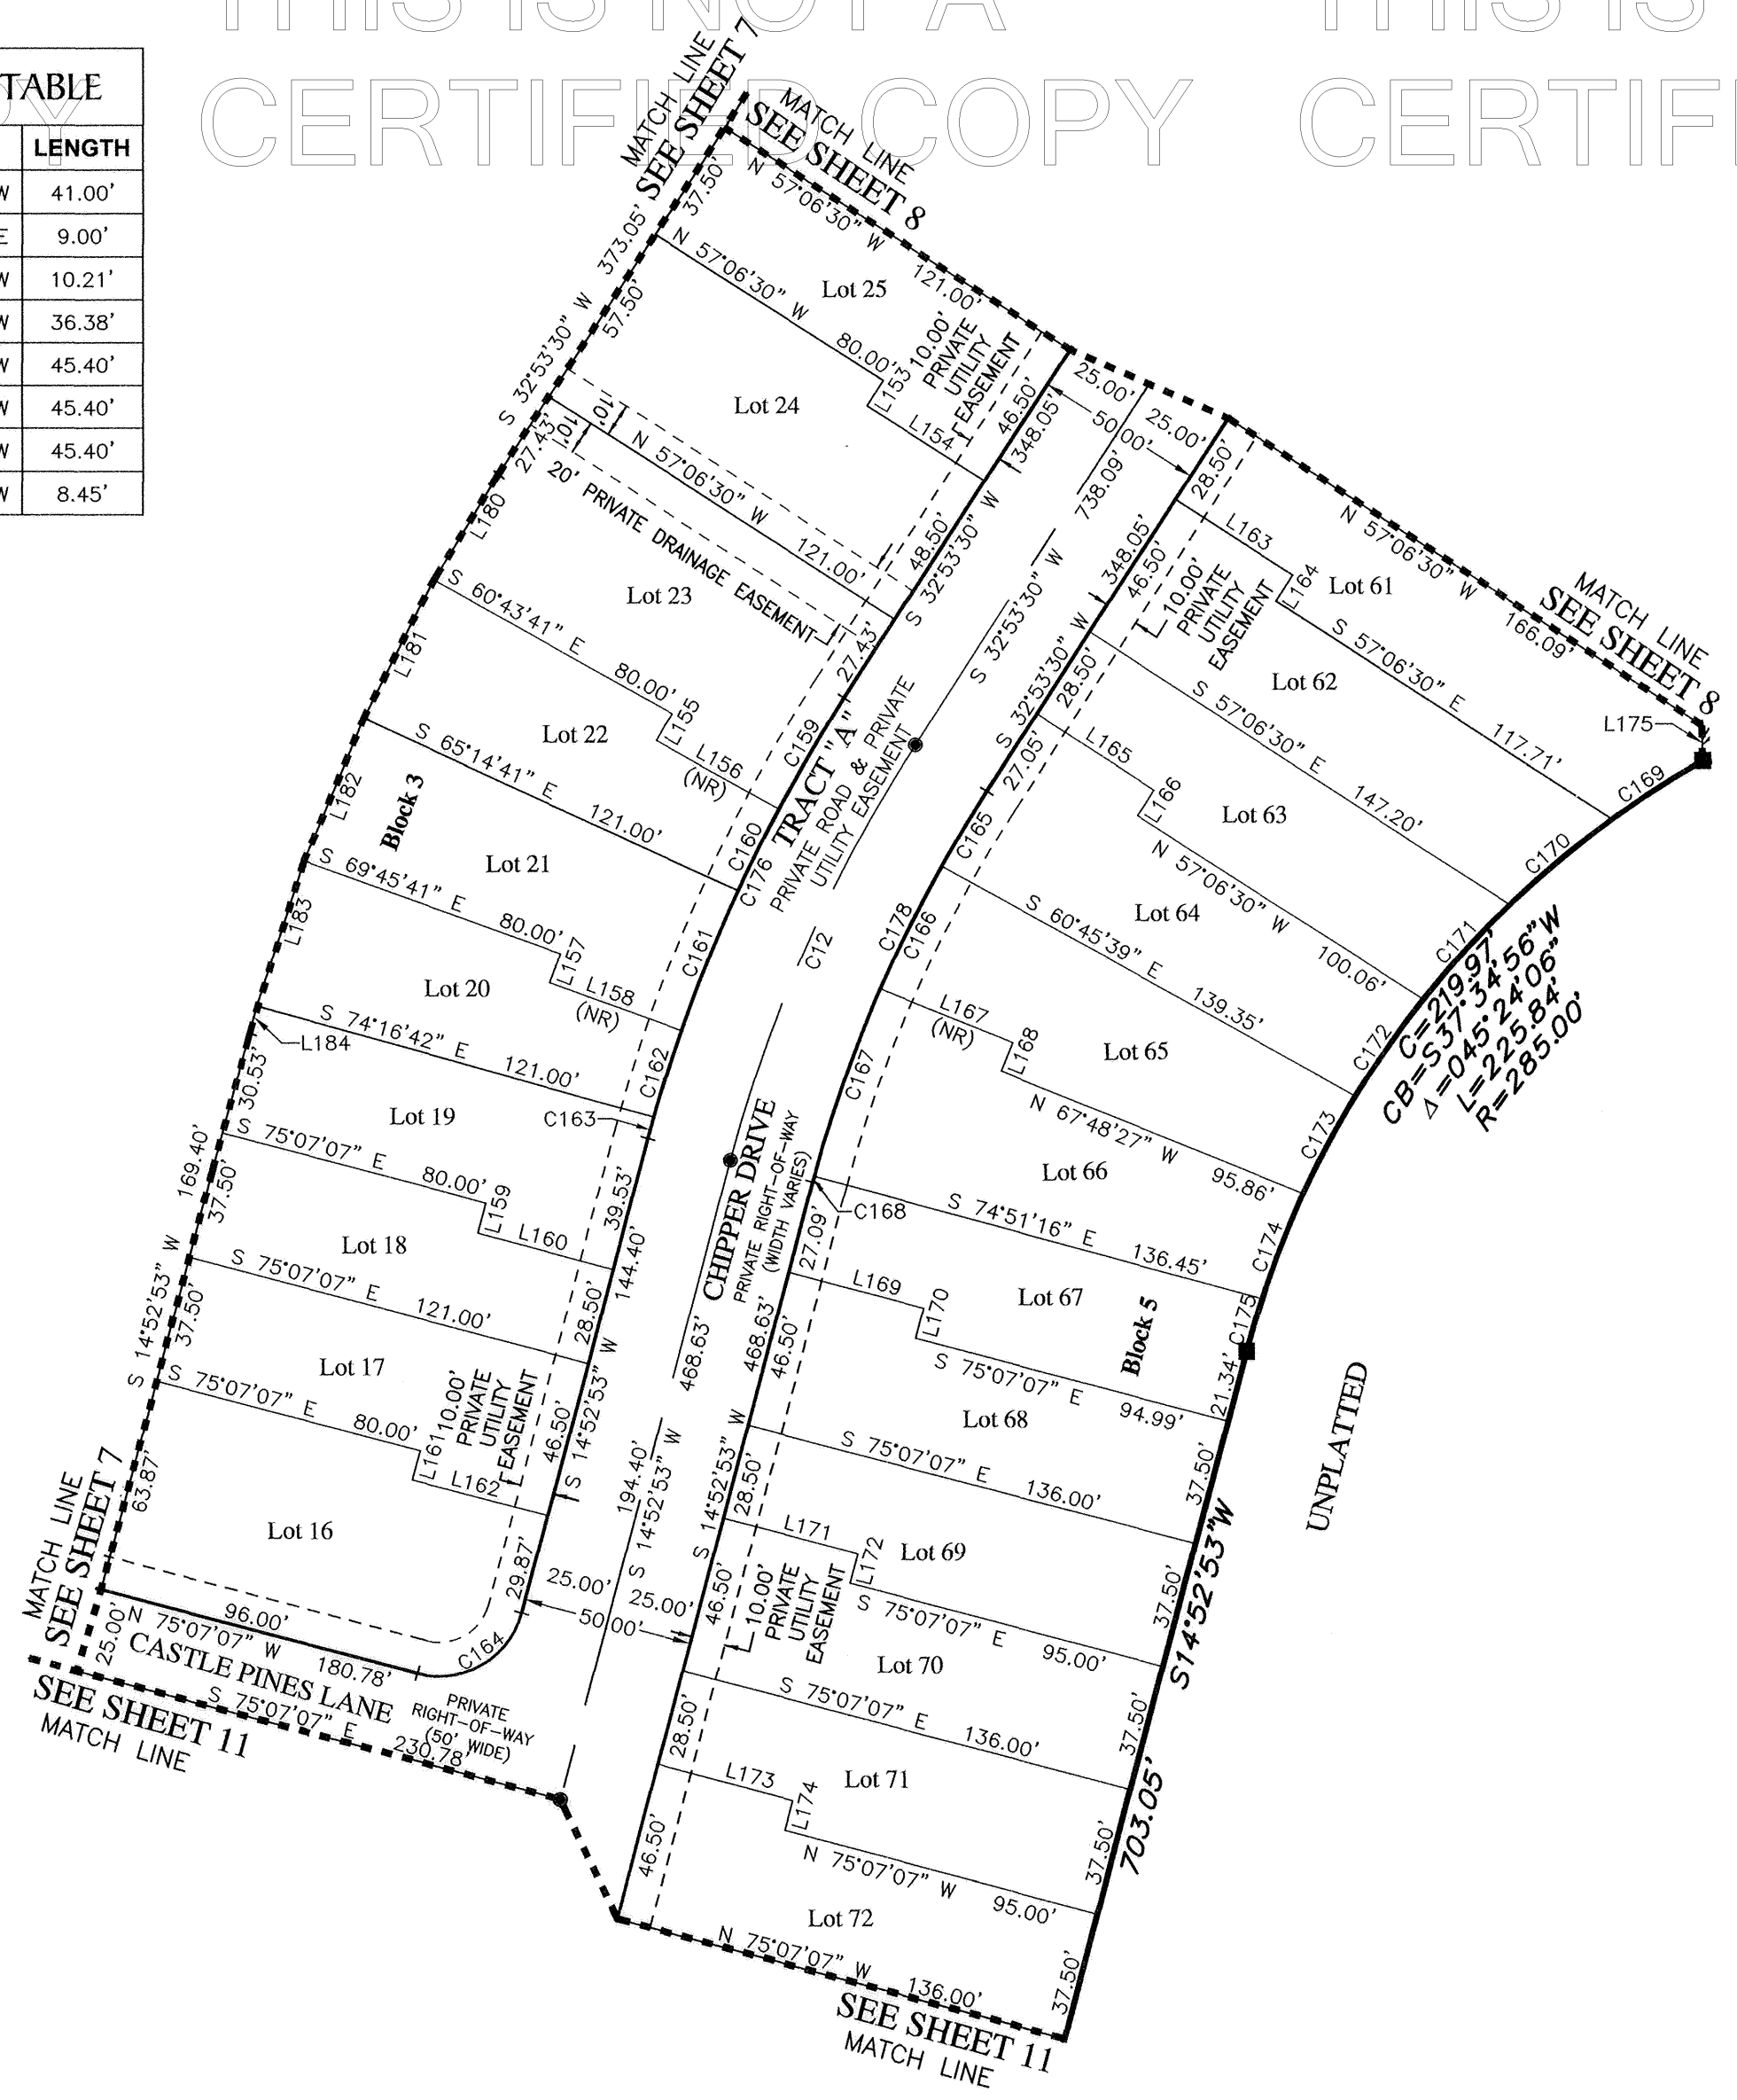 THIS IS NOT A
THIS IS
CERTIFIED COPY
CERTIFI
PY
TABLE
LENGTH
W 41.00'
E 9.00'
W 10.21'
W 36.38'
W 45.40'
W 45.40'
W 45.40'
W 8.45'
MATCH LINE
SEE SHEET 7
MATCH LINE
SEE SHEET 8
N 57°06'30" W 121.00'
37.50'
S 32°53'30" W 373.05'
Lot 25
N 57°06'30" W 80.00'
L153
L154
10.00'
PRIVATE
UTILITY
EASEMENT
46.50'
348.05'
57.50'
Lot 24
10'
10'
27.43'
N 57°06'30" W 121.00'
20' PRIVATE DRAINAGE EASEMENT
48.50'
S 32°53'30" W
25.00'
25.00'
50.00'
738.09'
S 32°53'30" W
L180
Lot 23
27.43'
S 60°43'41" E 80.00'
L155
L156
(NR)
C159
L181
Lot 22
C160
C176
S 65°14'41" E 121.00'
L182
Block 3
Lot 21
TRACT "A"
PRIVATE ROAD & PRIVATE
UTILITY EASEMENT
C161
S 69°45'41" E 80.00'
L157
L158
(NR)
L183
Lot 20
C162
C12
S 74°16'42" E 121.00'
L184
30.53'
Lot 19
C163
S 75°07'07" E 80.00'
L159
L160
39.53'
144.40'
169.40'
37.50'
Lot 18
S 75°07'07" E 121.00'
28.50'
S 14°52'53" W
37.50'
Lot 17
S 75°07'07" E 80.00'
L161
L162
10.00'
PRIVATE
UTILITY
EASEMENT
46.50'
S 14°52'53" W
63.87'
Lot 16
29.87'
MATCH LINE
SEE SHEET 7
25.00'
96.00'
N 75°07'07" W 180.78'
C164
CASTLE PINES LANE
PRIVATE
RIGHT-OF-WAY
(50' WIDE)
S 75°07'07" E 230.78'
SEE SHEET 11
MATCH LINE
CHIPPER DRIVE
PRIVATE RIGHT-OF-WAY
(WIDTH VARIES)
468.63'
194.40'
S 14°52'53" W
25.00'
25.00'
50.00'
28.50'
N 57°06'30" W 166.09'
MATCH LINE
SEE SHEET 8
L175
L163
L164
Lot 61
348.05'
46.50'
10.00'
PRIVATE
UTILITY
EASEMENT
S 57°06'30" E 117.71'
C169
Lot 62
S 32°53'30" W
28.50'
S 57°06'30" E 147.20'
C170
L165
L166
Lot 63
27.05'
N 57°06'30" W 100.06'
C171
C165
Lot 64
C178
C166
S 60°45'39" E 139.35'
C172
C=219.97'
CB=S37°34'56"W
Δ=045°24'06"
L=225.84'
R=285.00'
L167
(NR)
L168
Lot 65
C167
N 67°48'27" W 95.86'
C173
Lot 66
C168
S 74°51'16" E 136.45'
C174
27.09'
L169
L170
Lot 67
C175
468.63'
46.50'
Block 5
S 75°07'07" E 94.99'
21.34'
Lot 68
UNPLATTED
S 75°07'07" E 136.00'
37.50'
S 14°52'53" W
28.50'
L171
L172
Lot 69
37.50'
S14°52'53"W
703.05'
46.50'
10.00'
PRIVATE
UTILITY
EASEMENT
S 75°07'07" E 95.00'
Lot 70
37.50'
S 75°07'07" E 136.00'
28.50'
L173
L174
Lot 71
37.50'
46.50'
N 75°07'07" W 95.00'
Lot 72
37.50'
N 75°07'07" W 136.00'
SEE SHEET 11
MATCH LINE